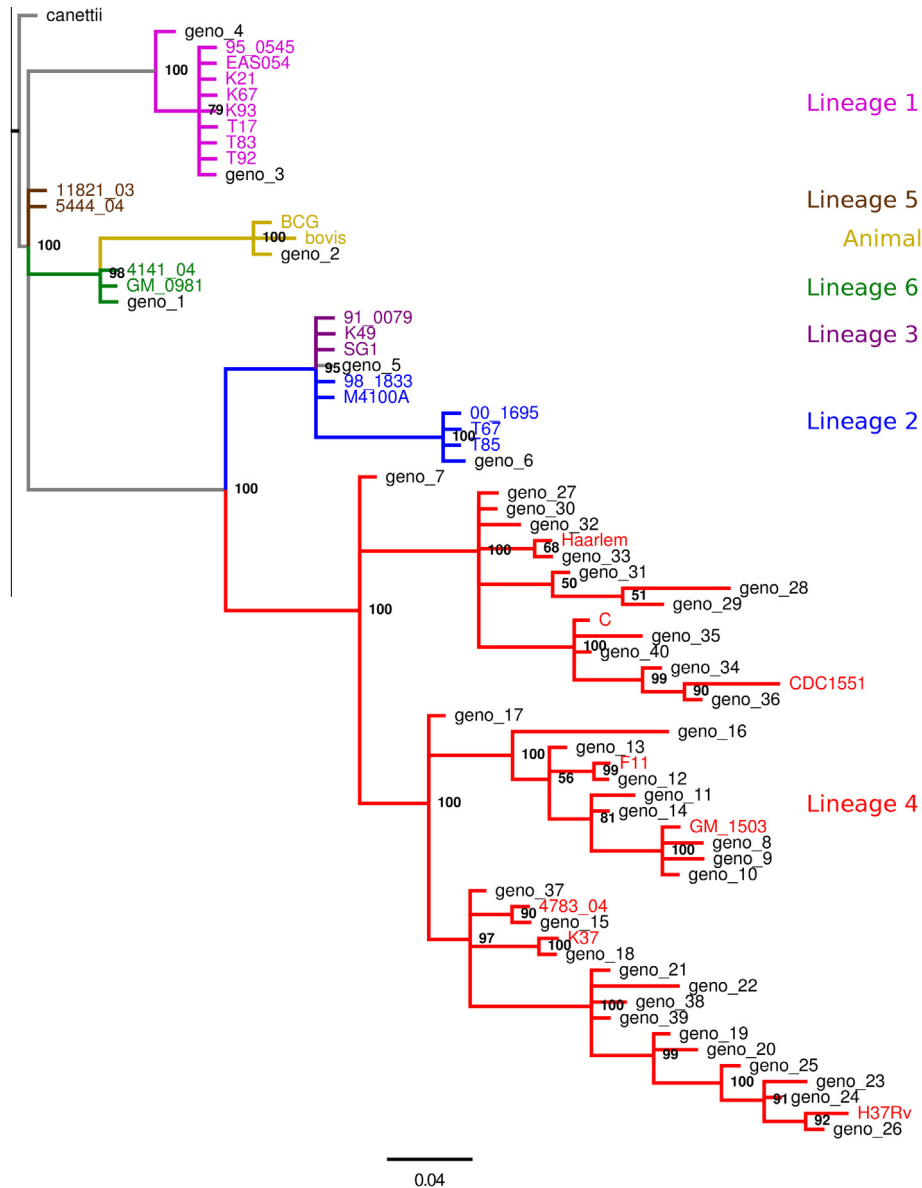 canettii
geno_4
95_0545
EAS054
100
K21
K67
Lineage 1
79
K93
T17
T83
T92
geno_3
11821_03
Lineage 5
5444_04
BCG
100
bovis
Animal
100
geno_2
98
4141_04
GM_0981
Lineage 6
geno_1
91_0079
K49
Lineage 3
SG1
95
geno_5
98_1833
M4100A
00_1695
Lineage 2
100
T67
T85
geno_6
geno_7
100
geno_27
geno_30
geno_32
Haarlem
100
68
geno_33
geno_31
50
geno_28
51
geno_29
100
C
geno_35
100
geno_40
geno_34
99
CDC1551
90
geno_36
geno_17
geno_16
geno_13
100
F11
99
56
geno_12
geno_11
100
Lineage 4
geno_14
81
GM_1503
geno_8
100
geno_9
geno_10
geno_37
4783_04
90
geno_15
97
K37
100
geno_18
geno_21
geno_22
geno_38
100
geno_39
geno_19
geno_20
99
geno_25
100
geno_23
geno_24
91
H37Rv
92
geno_26
0.04